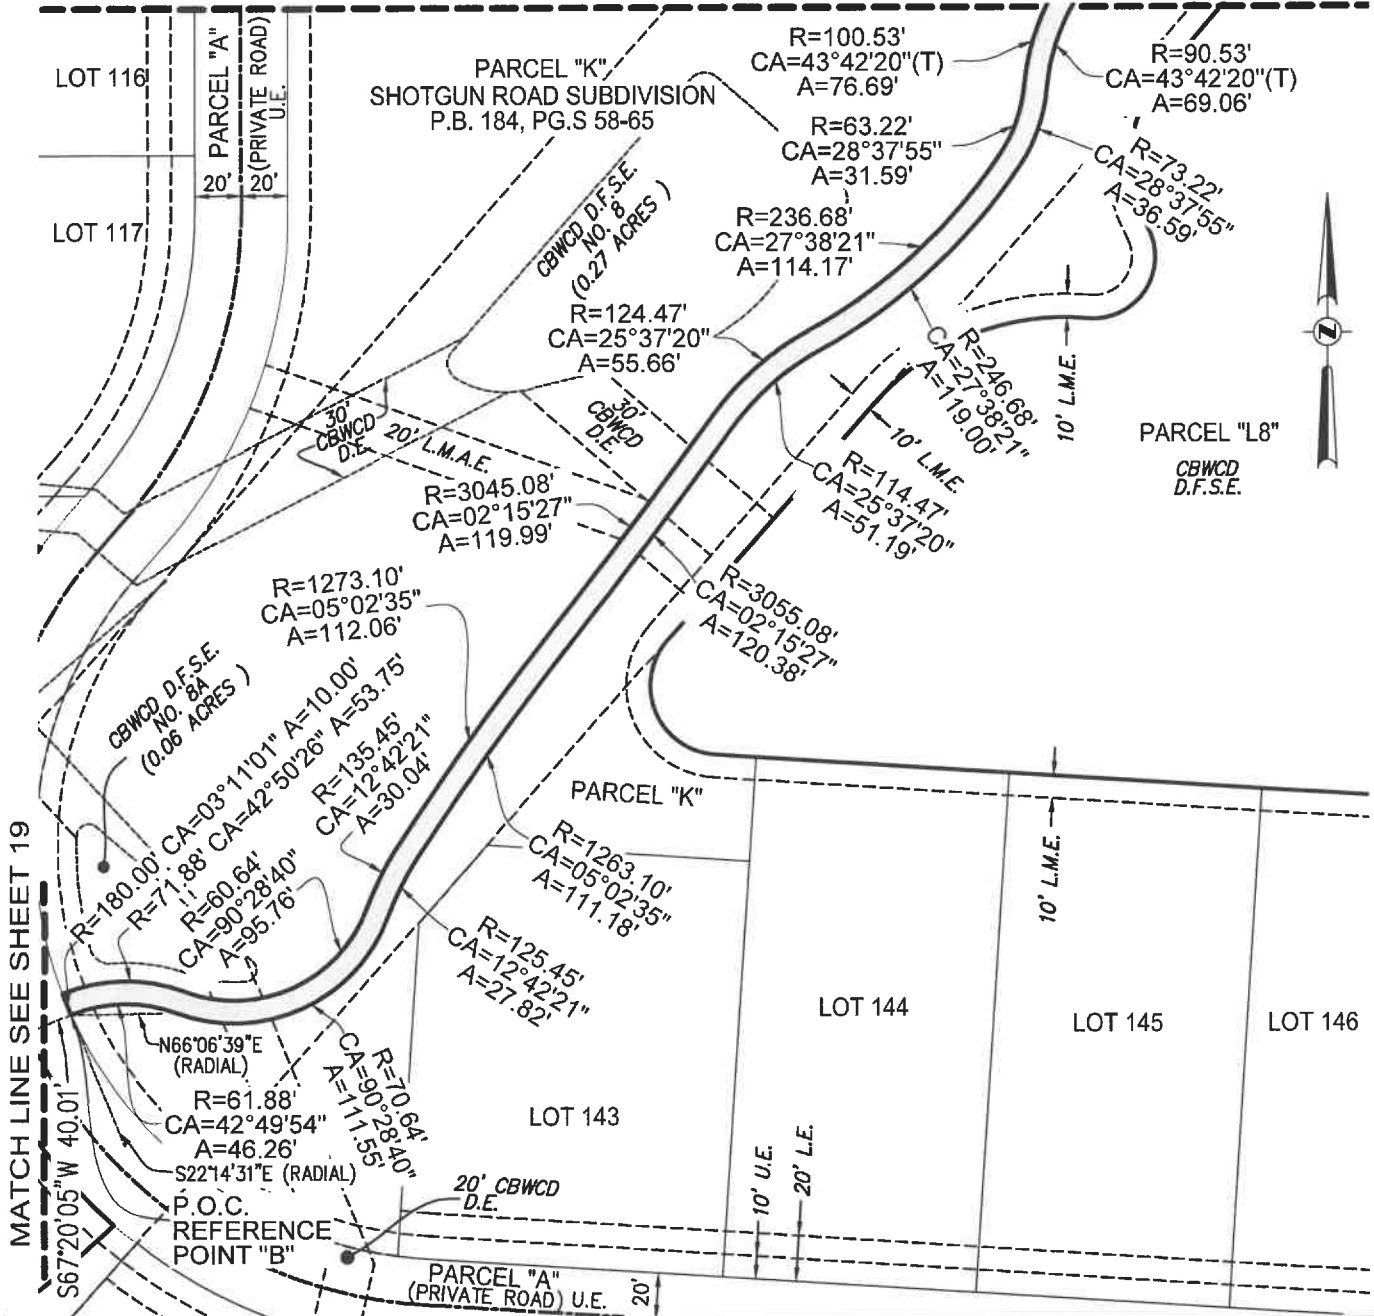 LOT 116
PARCEL "A"
(PRIVATE ROAD)
U.E.
20'
20'
LOT 117
PARCEL "K"
SHOTGUN ROAD SUBDIVISION
P.B. 184, PG.S 58-65
R=100.53'
CA=43°42'20"(T)
A=76.69'
R=90.53'
CA=43°42'20"(T)
A=69.06'
R=63.22'
CA=28°37'55"
A=31.59'
R=73.22'
CA=28°37'55"
A=36.59'
CBWCD D.F.S.E.
NO. 8
(0.27 ACRES )
R=236.68'
CA=27°38'21"
A=114.17'
R=246.68'
CA=27°38'21"
A=119.00'
R=124.47'
CA=25°37'20"
A=55.66'
R=114.47'
CA=25°37'20"
A=51.19'
10' L.M.E.
10' L.M.E.
N
PARCEL "L8"
CBWCD
D.F.S.E.
30'
CBWCD
D.E.
20' L.M.A.E.
30'
CBWCD
D.E.
R=3045.08'
CA=02°15'27"
A=119.99'
R=3055.08'
CA=02°15'27"
A=120.38'
R=1273.10'
CA=05°02'35"
A=112.06'
CBWCD D.F.S.E.
NO. 8A
(0.06 ACRES )
R=180.00' CA=03°11'01" A=10.00'
R=71.88' CA=42°50'26" A=53.75'
R=135.45'
CA=12°42'21"
A=30.04'
R=60.64'
CA=90°28'40"
A=95.76'
PARCEL "K"
R=1263.10'
CA=05°02'35"
A=111.18'
R=125.45'
CA=12°42'21"
A=27.82'
10' L.M.E.
MATCH LINE SEE SHEET 19
N66°06'39"E
(RADIAL)
R=70.64'
CA=90°28'40"
A=111.55'
R=61.88'
CA=42°49'54"
A=46.26'
S22°14'31"E (RADIAL)
S67°20'05"W 40.01'
P.O.C.
REFERENCE
POINT "B"
LOT 143
LOT 144
LOT 145
LOT 146
20' CBWCD
D.E.
10' U.E.
20' L.E.
PARCEL "A"
(PRIVATE ROAD) U.E.
20'